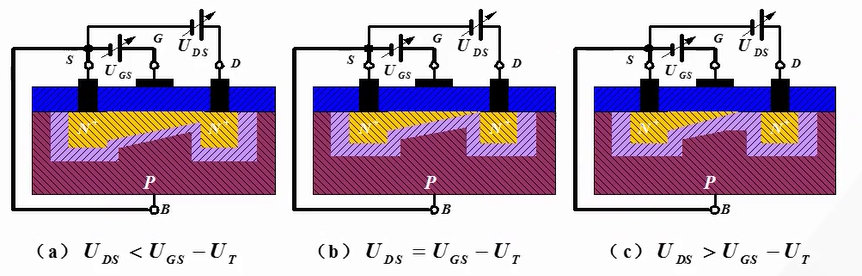 U_DS U_DS U_DS
S U_GS G D S U_GS G D S U_GS G D
N⁺ N⁺ N⁺ N⁺ N⁺ N⁺
P P P
B B B
（a）U_DS < U_GS − U_T （b）U_DS = U_GS − U_T （c）U_DS > U_GS − U_T